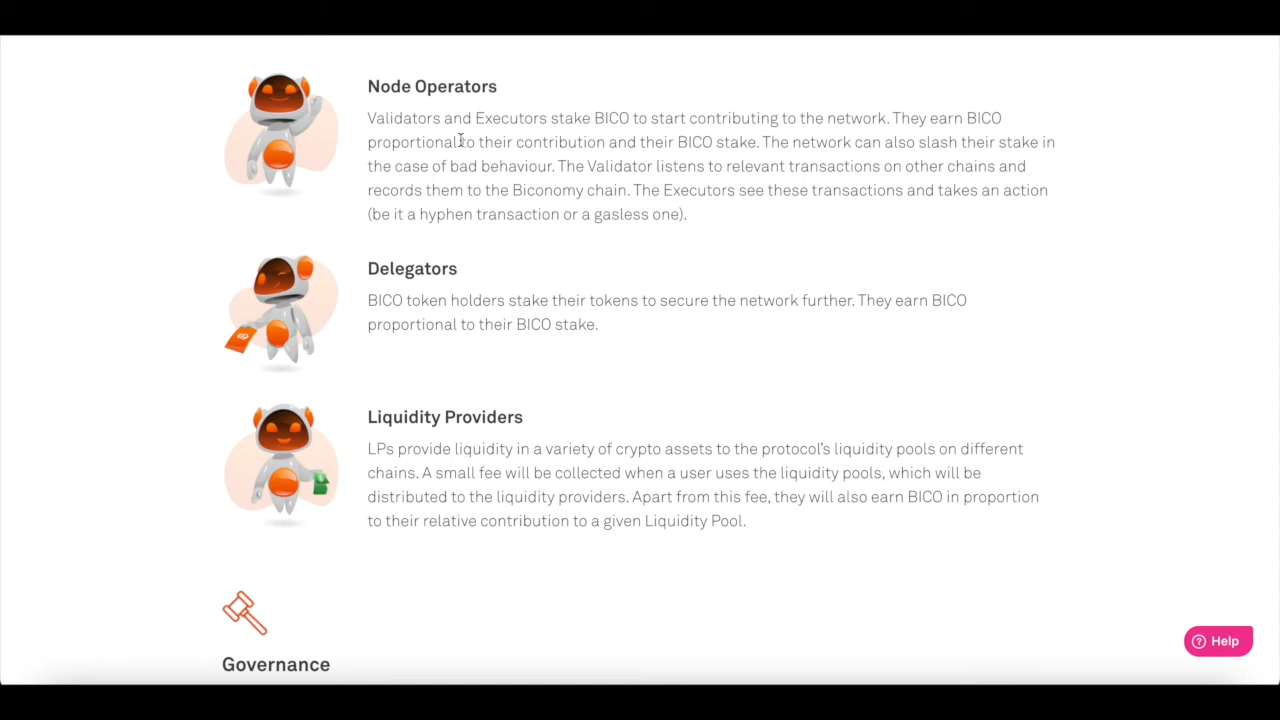 Node Operators
Validators and Executors stake BICO to start contributing to the network. They earn BICO
proportional to their contribution and their BICO stake. The network can also slash their stake in
the case of bad behaviour. The Validator listens to relevant transactions on other chains and
records them to the Biconomy chain. The Executors see these transactions and takes an action
(be it a hyphen transaction or a gasless one).
Delegators
BICO token holders stake their tokens to secure the network further. They earn BICO
proportional to their BICO stake.
Liquidity Providers
LPs provide liquidity in a variety of crypto assets to the protocol's liquidity pools on different
chains. A small fee will be collected when a user uses the liquidity pools, which will be
distributed to the liquidity providers. Apart from this fee, they will also earn BICO in proportion
to their relative contribution to a given Liquidity Pool.
Governance
Help